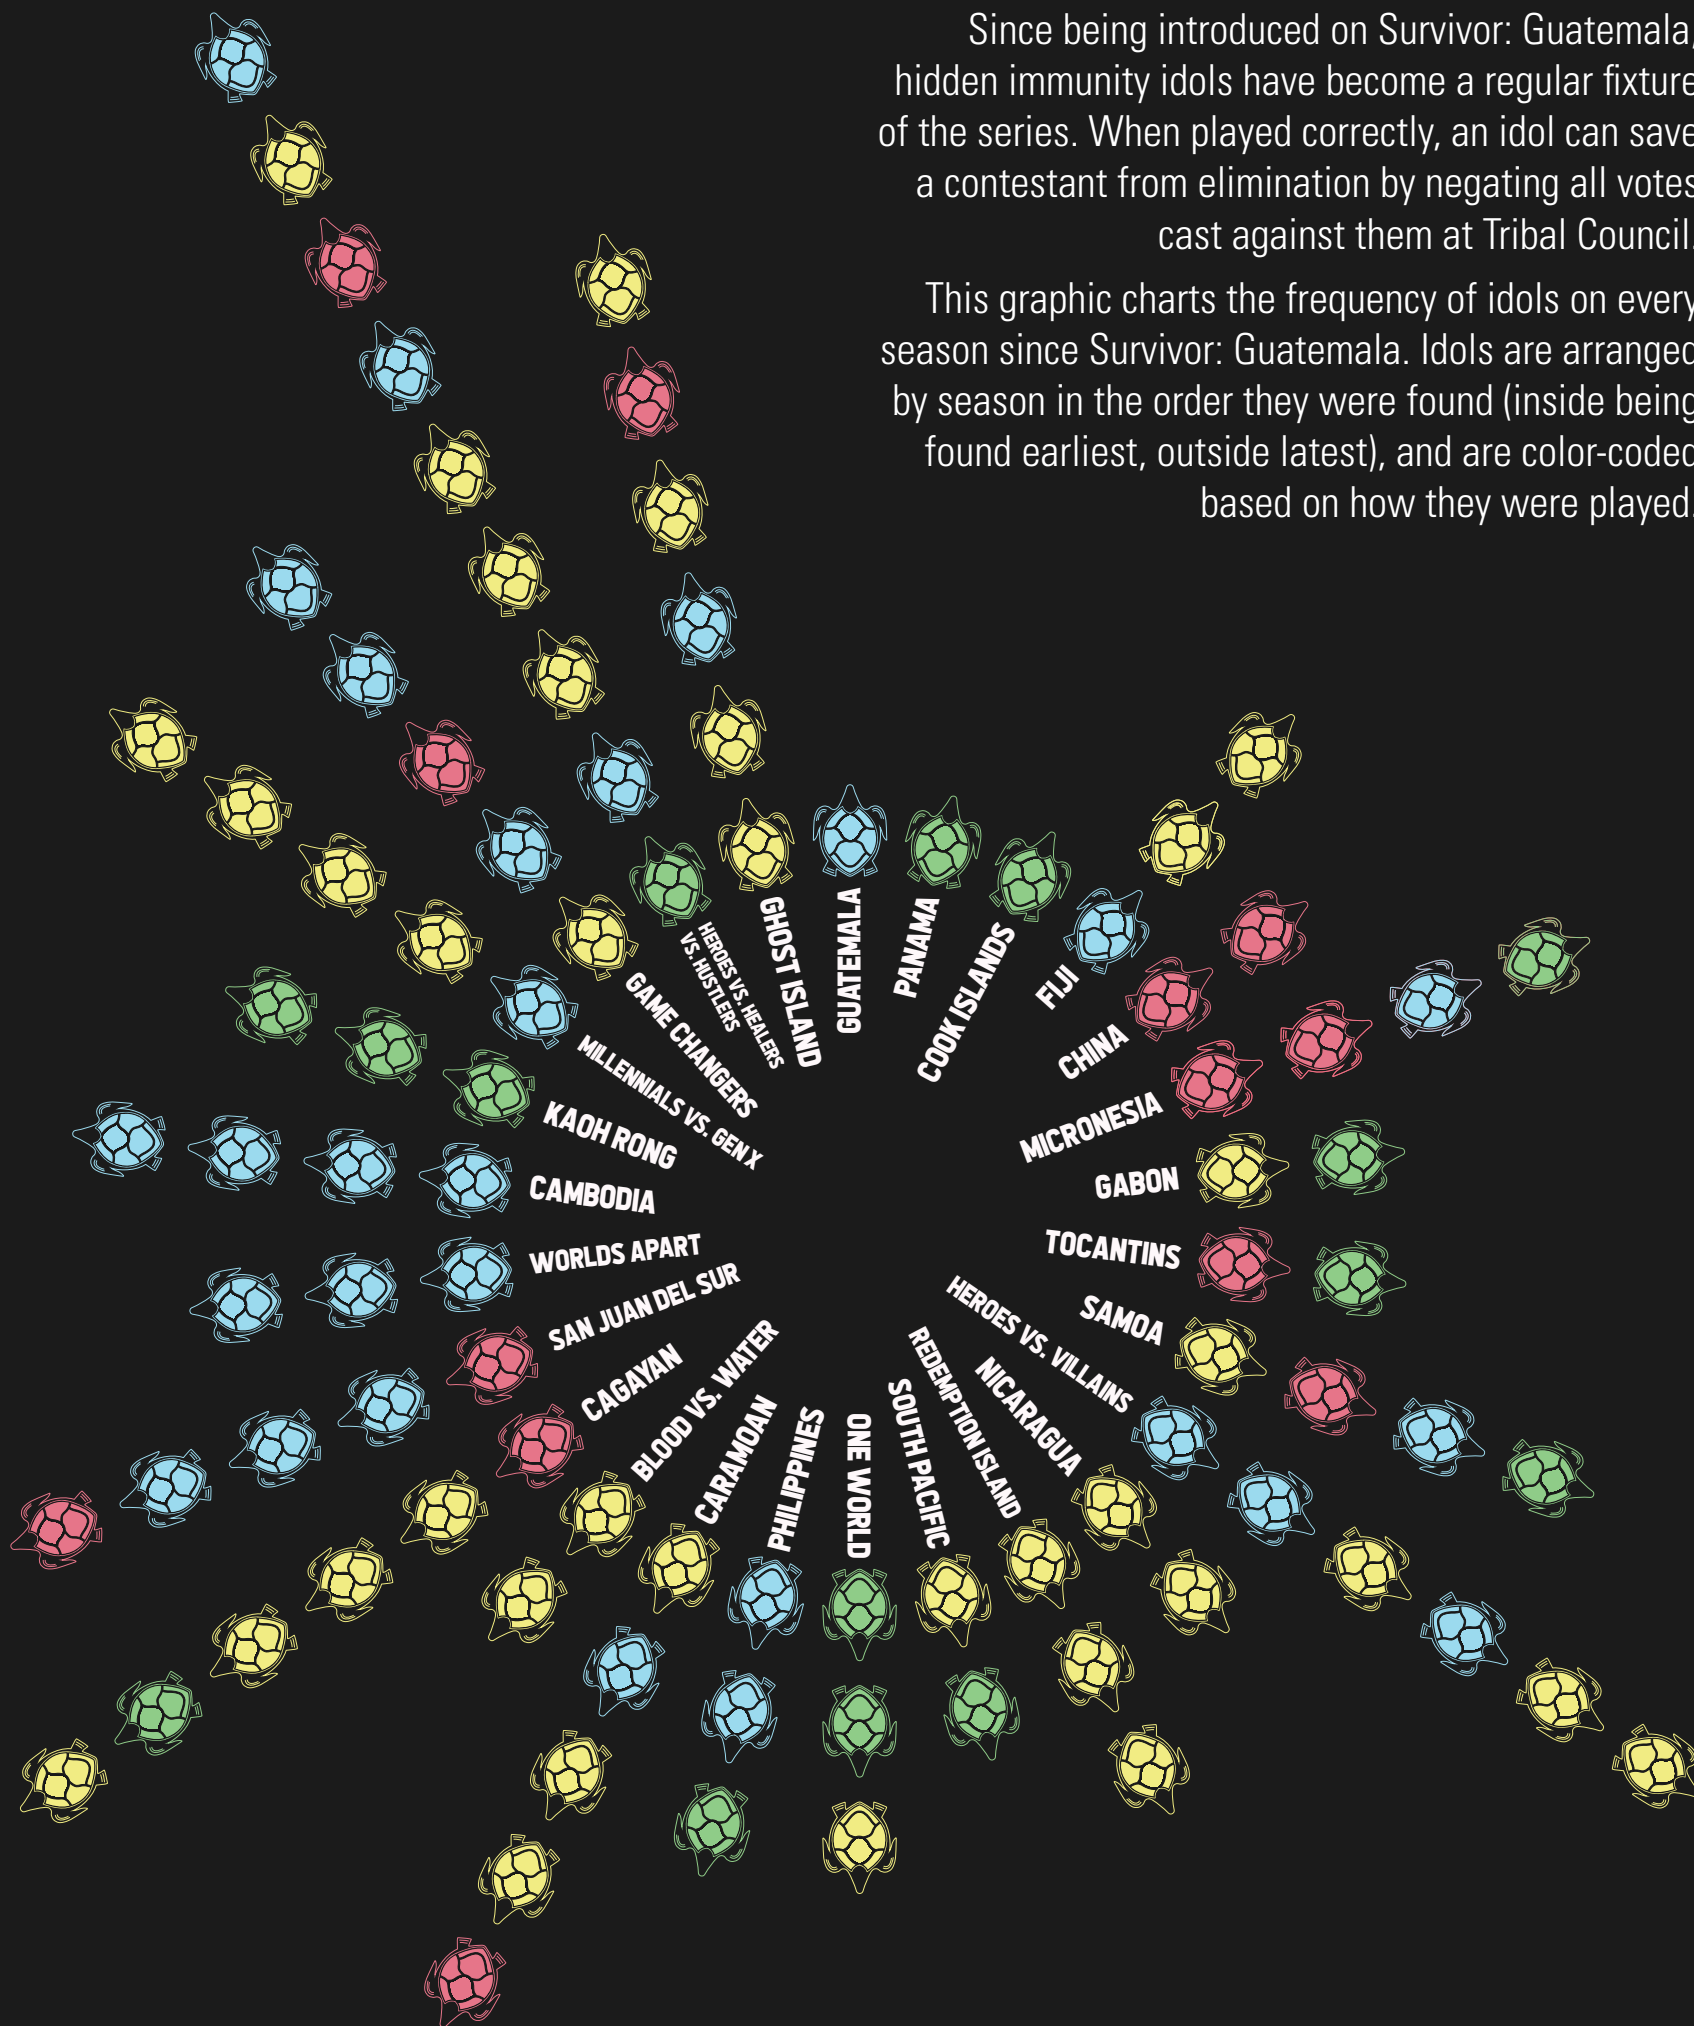 Since being introduced on Survivor: Guatemala,
hidden immunity idols have become a regular fixture
of the series. When played correctly, an idol can save
a contestant from elimination by negating all votes
cast against them at Tribal Council.
This graphic charts the frequency of idols on every
season since Survivor: Guatemala. Idols are arranged
by season in the order they were found (inside being
found earliest, outside latest), and are color-coded
based on how they were played.
GUATEMALA
PANAMA
COOK ISLANDS
FIJI
CHINA
MICRONESIA
GABON
TOCANTINS
SAMOA
HEROES VS. VILLAINS
NICARAGUA
REDEMPTION ISLAND
SOUTH PACIFIC
ONE WORLD
PHILIPPINES
CARAMOAN
BLOOD VS. WATER
CAGAYAN
SAN JUAN DEL SUR
WORLDS APART
CAMBODIA
KAOH RONG
MILLENNIALS VS. GEN X
GAME CHANGERS
HEROES VS. HEALERS
VS. HUSTLERS
GHOST ISLAND